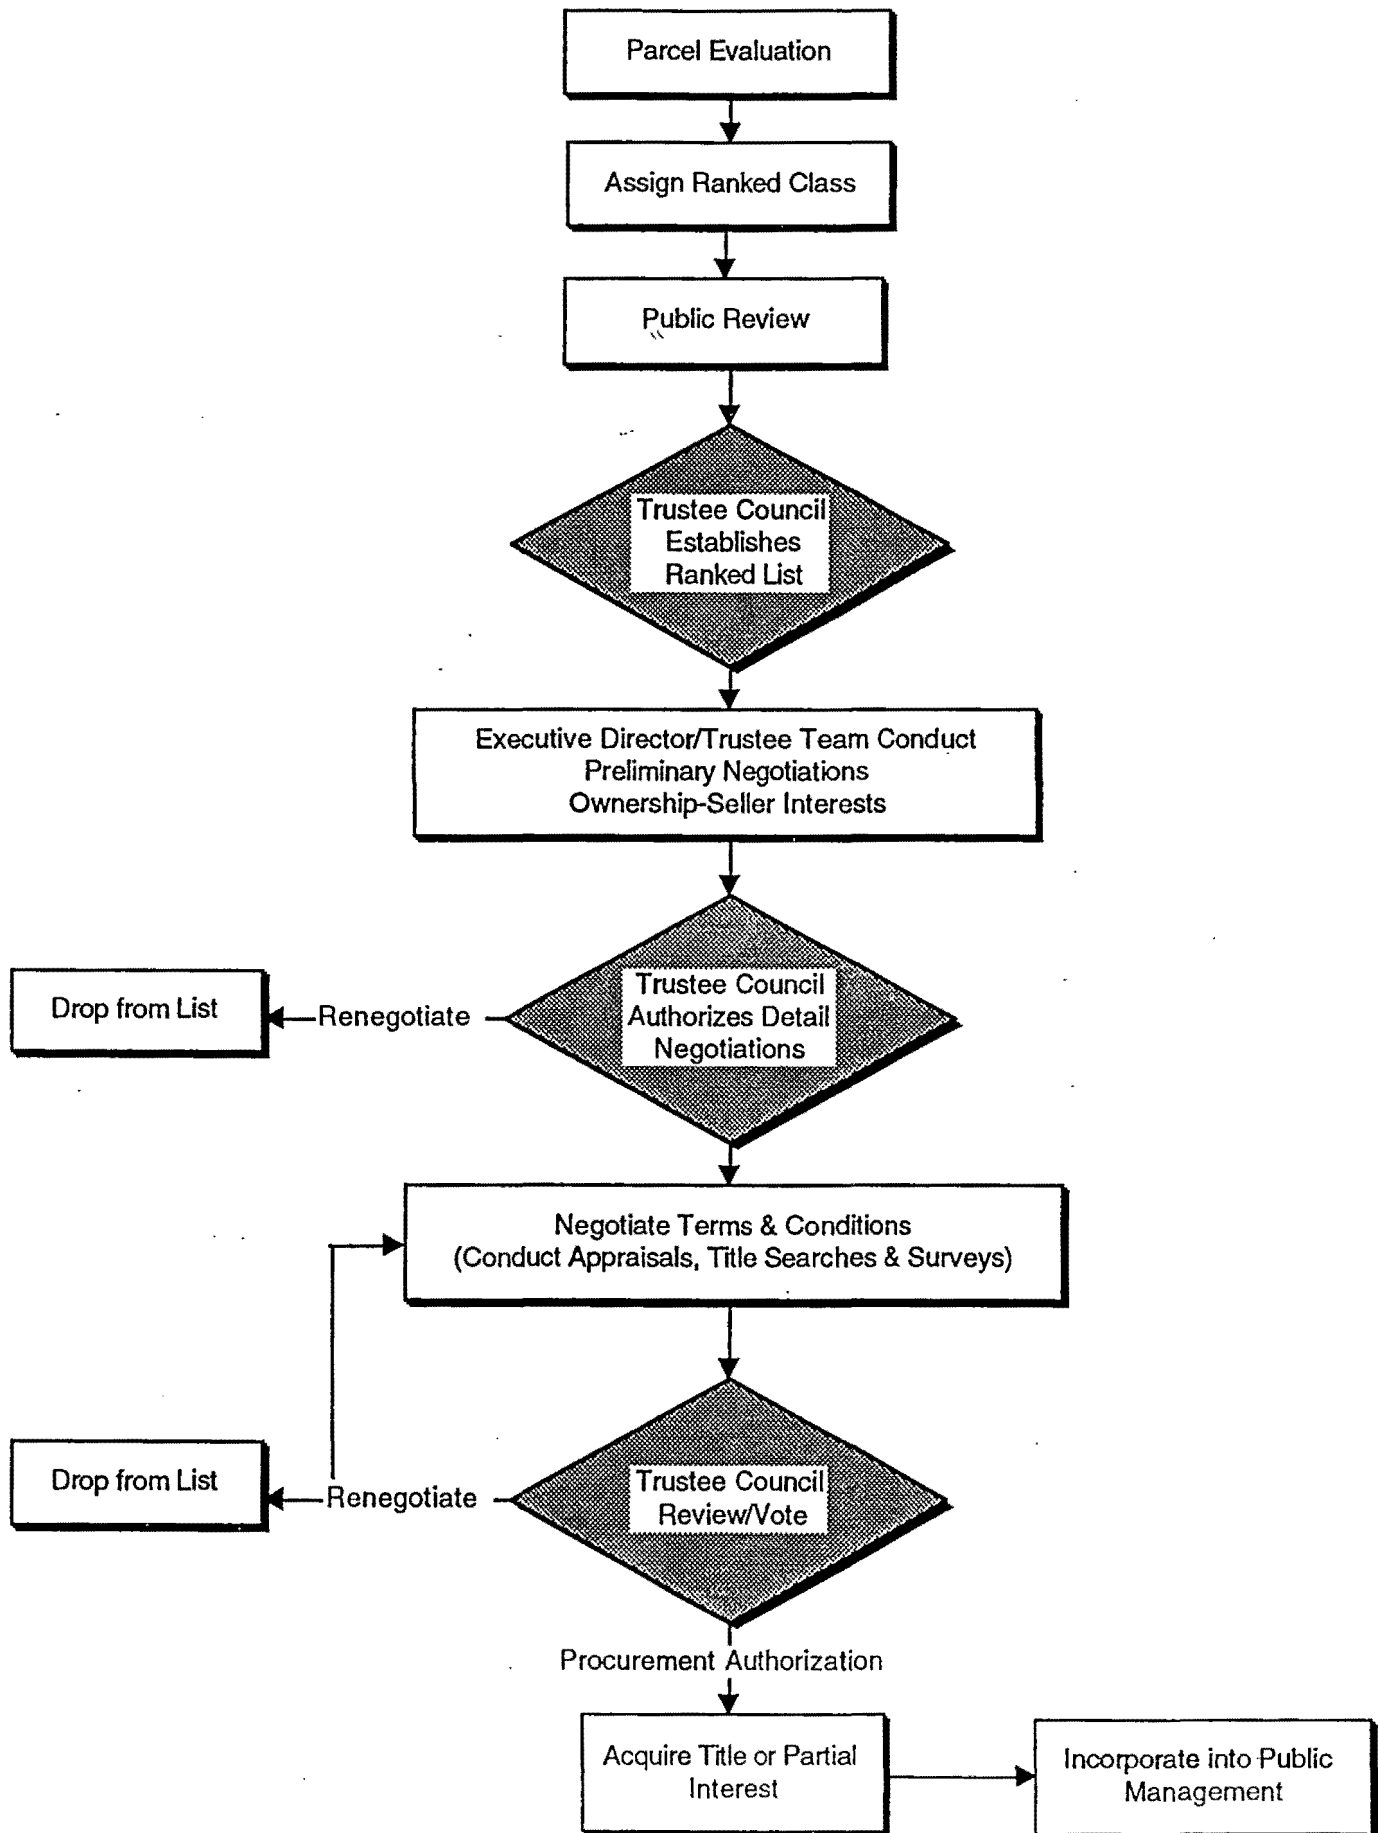 Parcel Evaluation
Assign Ranked Class
Public Review
Trustee Council
Establishes
Ranked List
Executive Director/Trustee Team Conduct
Preliminary Negotiations
Ownership-Seller Interests
Drop from List
Renegotiate
Trustee Council
Authorizes Detail
Negotiations
Negotiate Terms & Conditions
(Conduct Appraisals, Title Searches & Surveys)
Drop from List
Renegotiate
Trustee Council
Review/Vote
Procurement Authorization
Acquire Title or Partial
Interest
Incorporate into Public
Management